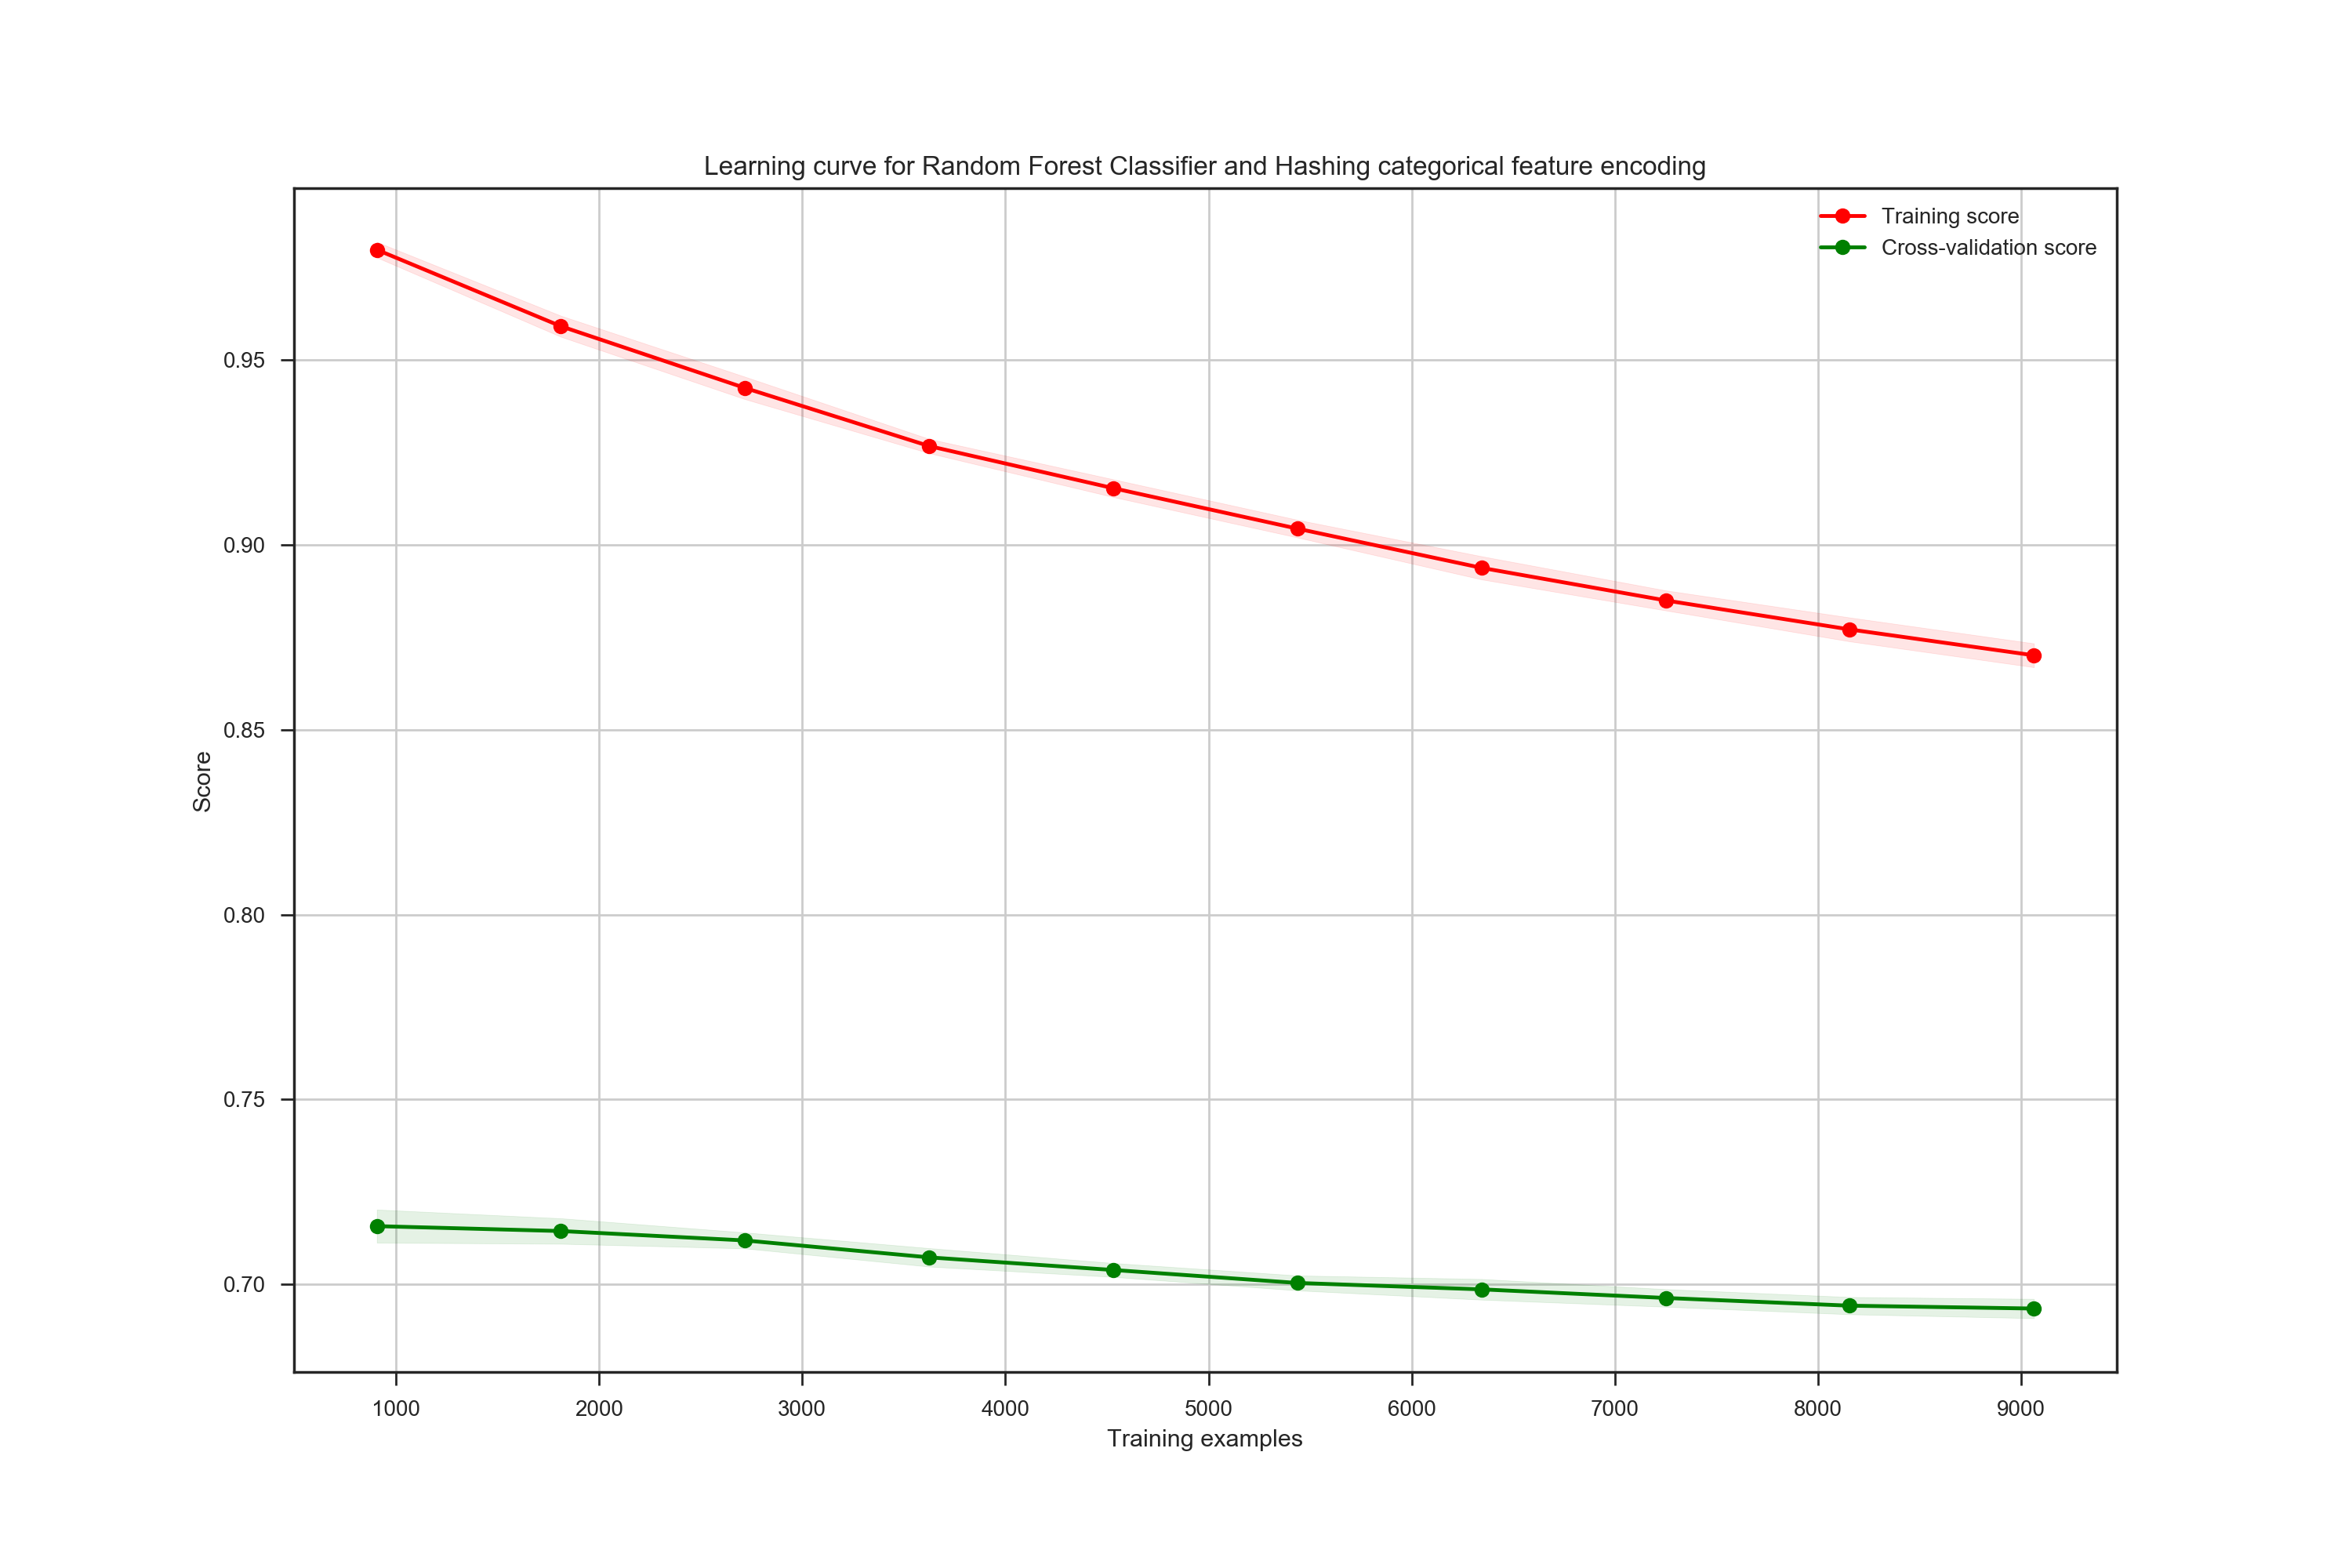 Learning curve for Random Forest Classifier and Hashing categorical feature encoding
Training score
Cross-validation score
0.95
0.90
0.85
0.80
0.75
0.70
Score
1000 2000 3000 4000 5000 6000 7000 8000 9000
Training examples